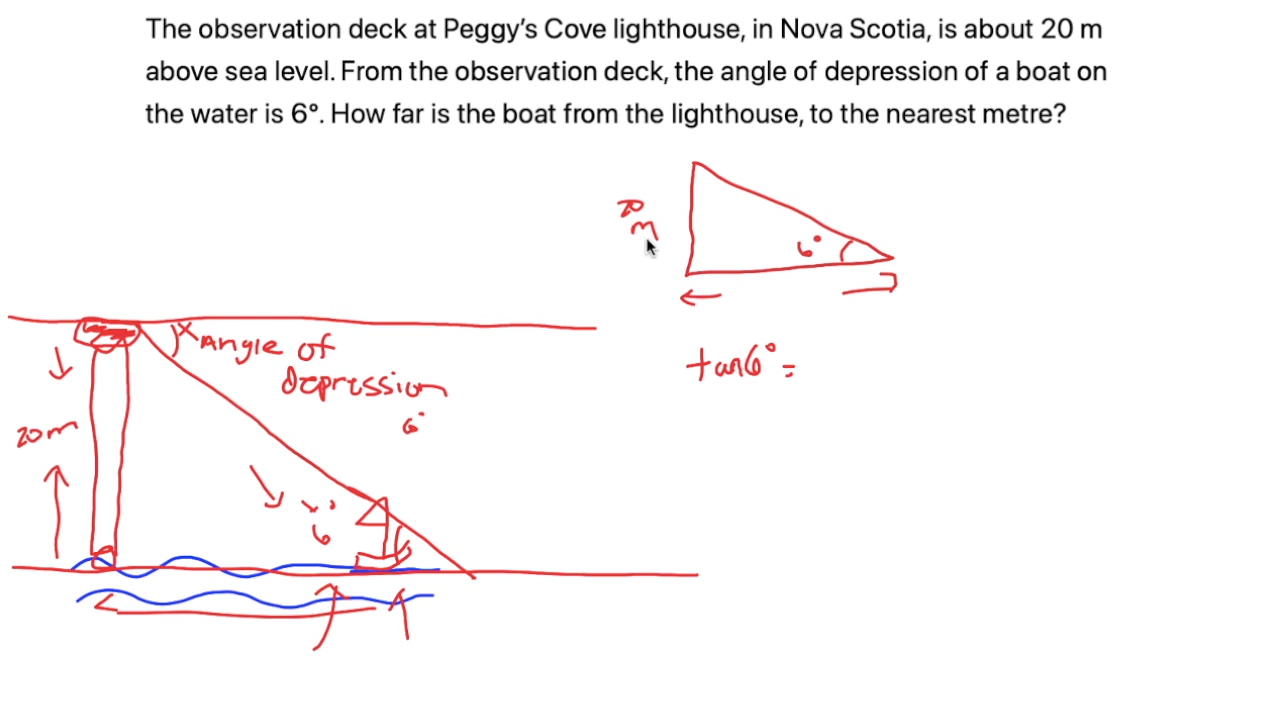 The observation deck at Peggy’s Cove lighthouse, in Nova Scotia, is about 20 m
above sea level. From the observation deck, the angle of depression of a boat on
the water is 6°. How far is the boat from the lighthouse, to the nearest metre?
20
m
6°
x Angle of
depression
6°
tan6° =
20m
x°
6